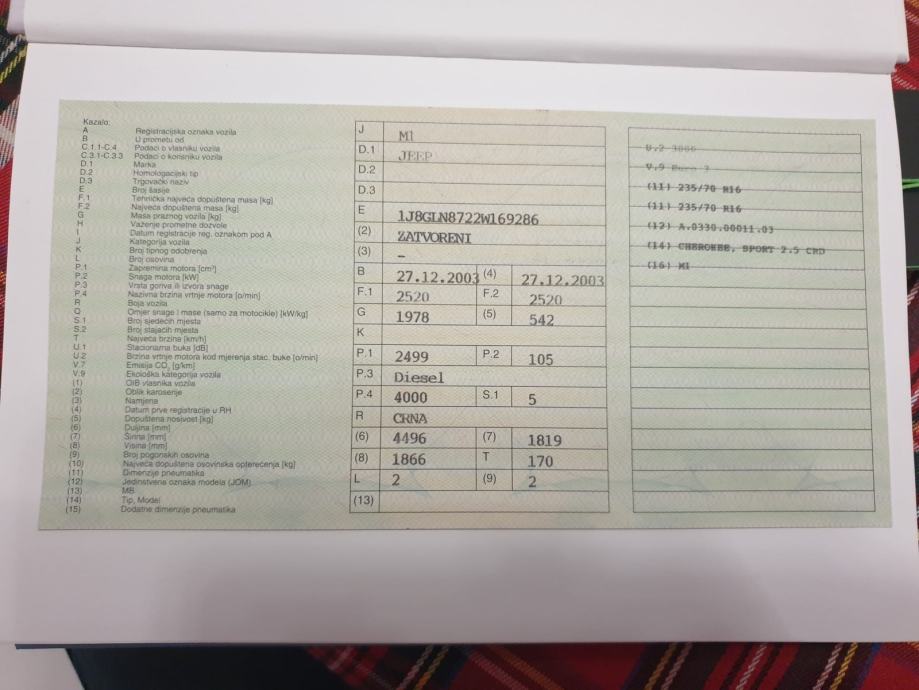 Kazalo:
A Registracijska oznaka vozila
B U prometu od
C.1.1-C.4 Podaci o vlasniku vozila
C.3.1-C.3.3 Podaci o korisniku vozila
D.1 Marka
D.2 Homologacijski tip
D.3 Trgovački naziv
E Broj šasije
F.1 Tehnička najveća dopuštena masa [kg]
F.2 Najveća dopuštena masa [kg]
G Masa praznog vozila [kg]
H Važenje prometne dozvole
I Datum registracije reg. oznakom pod A
J Kategorija vozila
K Broj tipnog odobrenja
L Broj osovina
P.1 Zapremina motora [cm³]
P.2 Snaga motora [kW]
P.3 Vrsta goriva ili izvora snage
P.4 Nazivna brzina vrtnje motora [o/min]
R Boja vozila
Q Omjer snage i mase (samo za motocikle) [kW/kg]
S.1 Broj sjedećih mjesta
S.2 Broj stajaćih mjesta
T Najveća brzina [km/h]
U.1 Stacionarna buka [dB]
U.2 Brzina vrtnje motora kod mjerenja stac. buke [o/min]
V.7 Emisija CO₂ [g/km]
V.9 Ekološka kategorija vozila
(1) OIB vlasnika vozila
(2) Oblik karoserije
(3) Namjena
(4) Datum prve registracije u RH
(5) Dopuštena nosivost [kg]
(6) Duljina [mm]
(7) Širina [mm]
(8) Visina [mm]
(9) Broj pogonskih osovina
(10) Najveća dopuštena osovinska opterećenja [kg]
(11) Dimenzije pneumatika
(12) Jedinstvena oznaka modela (JOM)
(13) MB
(14) Tip, Model
(15) Dodatne dimenzije pneumatika
J M1
D.1 JEEP
D.2
D.3
E 1J8GLN8722W169286
(2) ZATVORENI
(3) –
B 27.12.2003 (4) 27.12.2003
F.1 2520 F.2 2520
G 1978 (5) 542
K
P.1 2499 P.2 105
P.3 Diesel
P.4 4000 S.1 5
R CRNA
(6) 4496 (7) 1819
(8) 1866 T 170
L 2 (9) 2
(13)
U.2 3000
V.9 Euro 3
(11) 235/70 R16
(11) 235/70 R16
(12) A.0330.00011.03
(14) CHEROKEE, SPORT 2.5 CRD
(16) M1